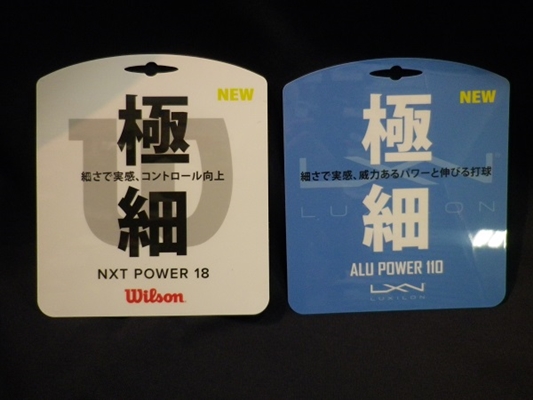 NEW
極
細さで実感、コントロール向上
細
NXT POWER 18
Wilson
NEW
極
細さで実感、威力あるパワーと伸びる打球
LUXILON
細
ALU POWER 110
LXN
LUXILON